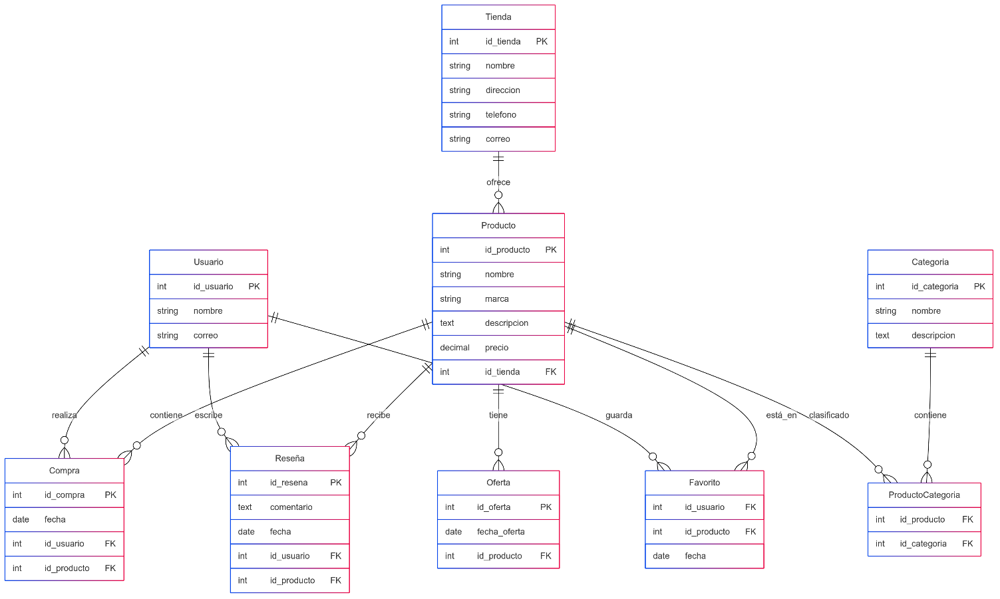 Tienda
int id_tienda PK
string nombre
string direccion
string telefono
string correo
ofrece
Producto
int id_producto PK
string nombre
string marca
text descripcion
decimal precio
int id_tienda FK
Usuario
int id_usuario PK
string nombre
string correo
Categoria
int id_categoria PK
string nombre
text descripcion
realiza
contiene
escribe
recibe
tiene
guarda
está_en
clasificado
contiene
Compra
int id_compra PK
date fecha
int id_usuario FK
int id_producto FK
Reseña
int id_resena PK
text comentario
date fecha
int id_usuario FK
int id_producto FK
Oferta
int id_oferta PK
date fecha_oferta
int id_producto FK
Favorito
int id_usuario FK
int id_producto FK
date fecha
ProductoCategoria
int id_producto FK
int id_categoria FK